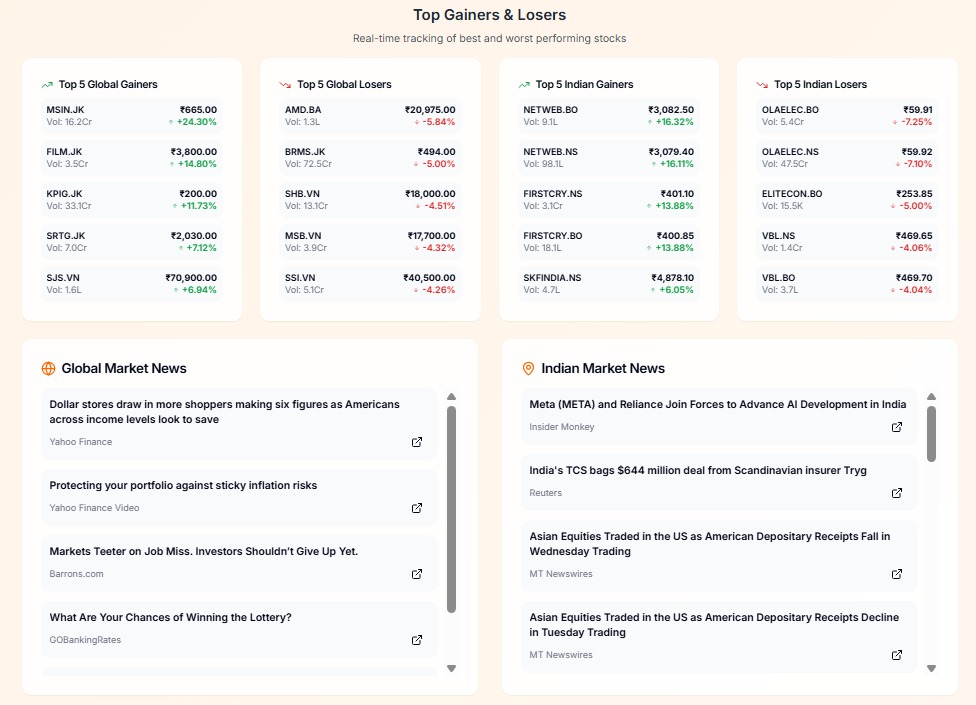 Top Gainers & Losers
Real-time tracking of best and worst performing stocks
Top 5 Global Gainers
MSIN.JK ₹665.00
Vol: 16.2Cr ↑ +24.30%
FILM.JK ₹3,800.00
Vol: 3.5Cr ↑ +14.80%
KPIG.JK ₹200.00
Vol: 33.1Cr ↑ +11.73%
SRTG.JK ₹2,030.00
Vol: 7.0Cr ↑ +7.12%
SJS.VN ₹70,900.00
Vol: 1.6L ↑ +6.94%
Top 5 Global Losers
AMD.BA ₹20,975.00
Vol: 1.3L ↓ -5.84%
BRMS.JK ₹494.00
Vol: 72.5Cr ↓ -5.00%
SHB.VN ₹18,000.00
Vol: 13.1Cr ↓ -4.51%
MSB.VN ₹17,700.00
Vol: 3.9Cr ↓ -4.32%
SSI.VN ₹40,500.00
Vol: 5.1Cr ↓ -4.26%
Top 5 Indian Gainers
NETWEB.BO ₹3,082.50
Vol: 9.1L ↑ +16.32%
NETWEB.NS ₹3,079.40
Vol: 98.1L ↑ +16.11%
FIRSTCRY.NS ₹401.10
Vol: 3.1Cr ↑ +13.88%
FIRSTCRY.BO ₹400.85
Vol: 18.1L ↑ +13.88%
SKFINDIA.NS ₹4,878.10
Vol: 4.7L ↑ +6.05%
Top 5 Indian Losers
OLAELEC.BO ₹59.91
Vol: 5.4Cr ↓ -7.25%
OLAELEC.NS ₹59.92
Vol: 47.5Cr ↓ -7.10%
ELITECON.BO ₹253.85
Vol: 15.5K ↓ -5.00%
VBL.NS ₹469.65
Vol: 1.4Cr ↓ -4.06%
VBL.BO ₹469.70
Vol: 3.7L ↓ -4.04%
Global Market News
Dollar stores draw in more shoppers making six figures as Americans
across income levels look to save
Yahoo Finance
Protecting your portfolio against sticky inflation risks
Yahoo Finance Video
Markets Teeter on Job Miss. Investors Shouldn’t Give Up Yet.
Barrons.com
What Are Your Chances of Winning the Lottery?
GOBankingRates
Indian Market News
Meta (META) and Reliance Join Forces to Advance AI Development in India
Insider Monkey
India's TCS bags $644 million deal from Scandinavian insurer Tryg
Reuters
Asian Equities Traded in the US as American Depositary Receipts Fall in
Wednesday Trading
MT Newswires
Asian Equities Traded in the US as American Depositary Receipts Decline
in Tuesday Trading
MT Newswires